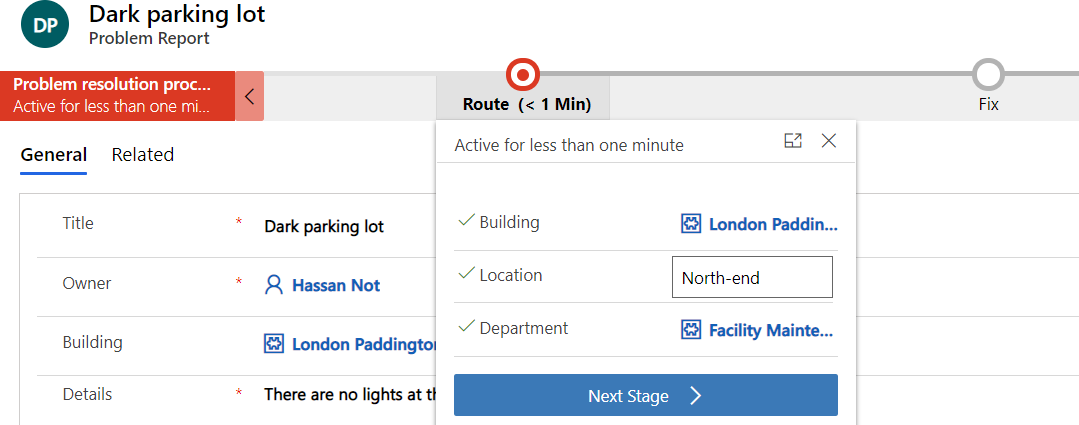 DP
Dark parking lot
Problem Report
Problem resolution proc...
Active for less than one mi...
Route (< 1 Min)
Fix
General
Related
Active for less than one minute
Title * Dark parking lot
Owner * Hassan Not
Building London Paddington
Details * There are no lights at
Building London Paddin...
Location North-end
Department Facility Mainte...
Next Stage